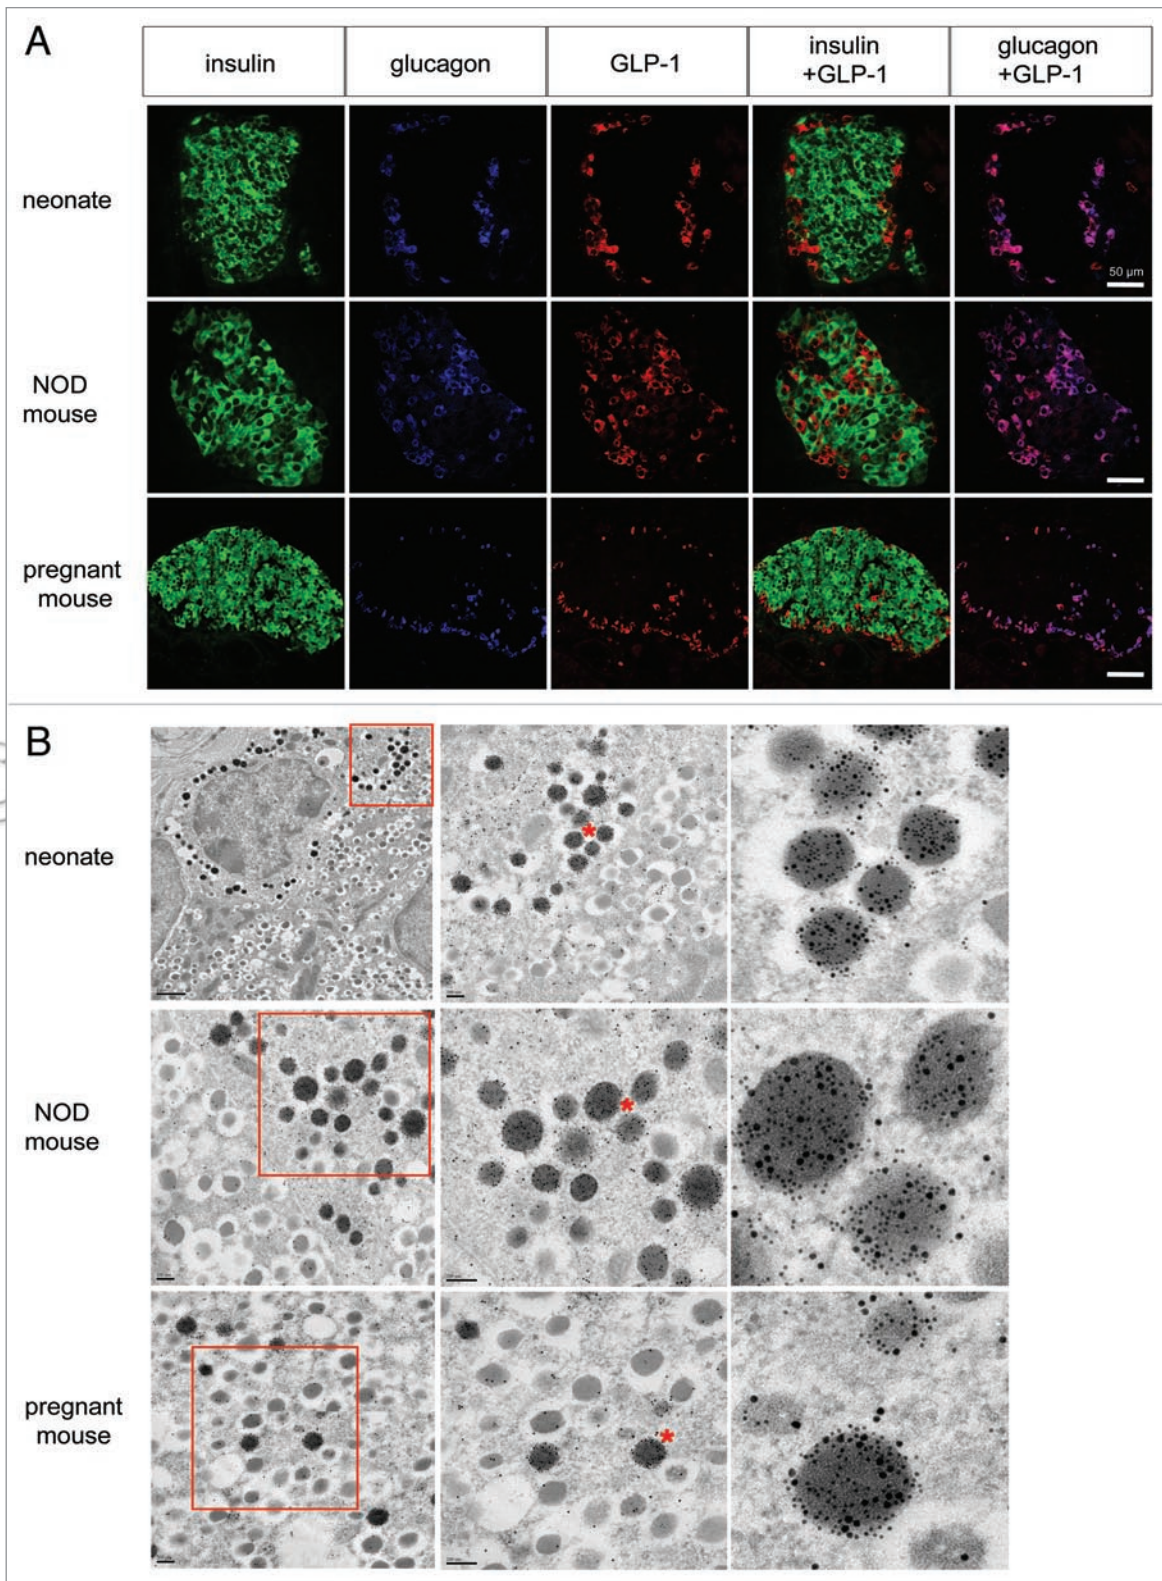 A
insulin
glucagon
GLP-1
insulin
+GLP-1
glucagon
+GLP-1
neonate
50 µm
NOD
mouse
pregnant
mouse
B
neonate
NOD
mouse
pregnant
mouse